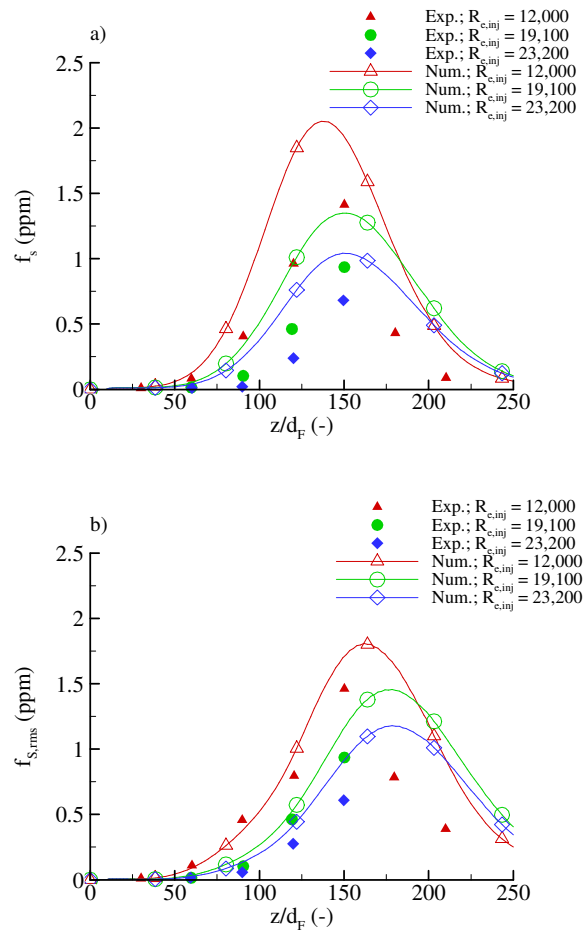 a)
Exp.; Re,inj = 12,000
Exp.; Re,inj = 19,100
Exp.; Re,inj = 23,200
Num.; Re,inj = 12,000
Num.; Re,inj = 19,100
Num.; Re,inj = 23,200
2.5
2
1.5
1
0.5
0
fs (ppm)
0 50 100 150 200 250
z/dF (-)
b)
Exp.; Re,inj = 12,000
Exp.; Re,inj = 19,100
Exp.; Re,inj = 23,200
Num.; Re,inj = 12,000
Num.; Re,inj = 19,100
Num.; Re,inj = 23,200
2.5
2
1.5
1
0.5
0
fS,rms (ppm)
0 50 100 150 200 250
z/dF (-)